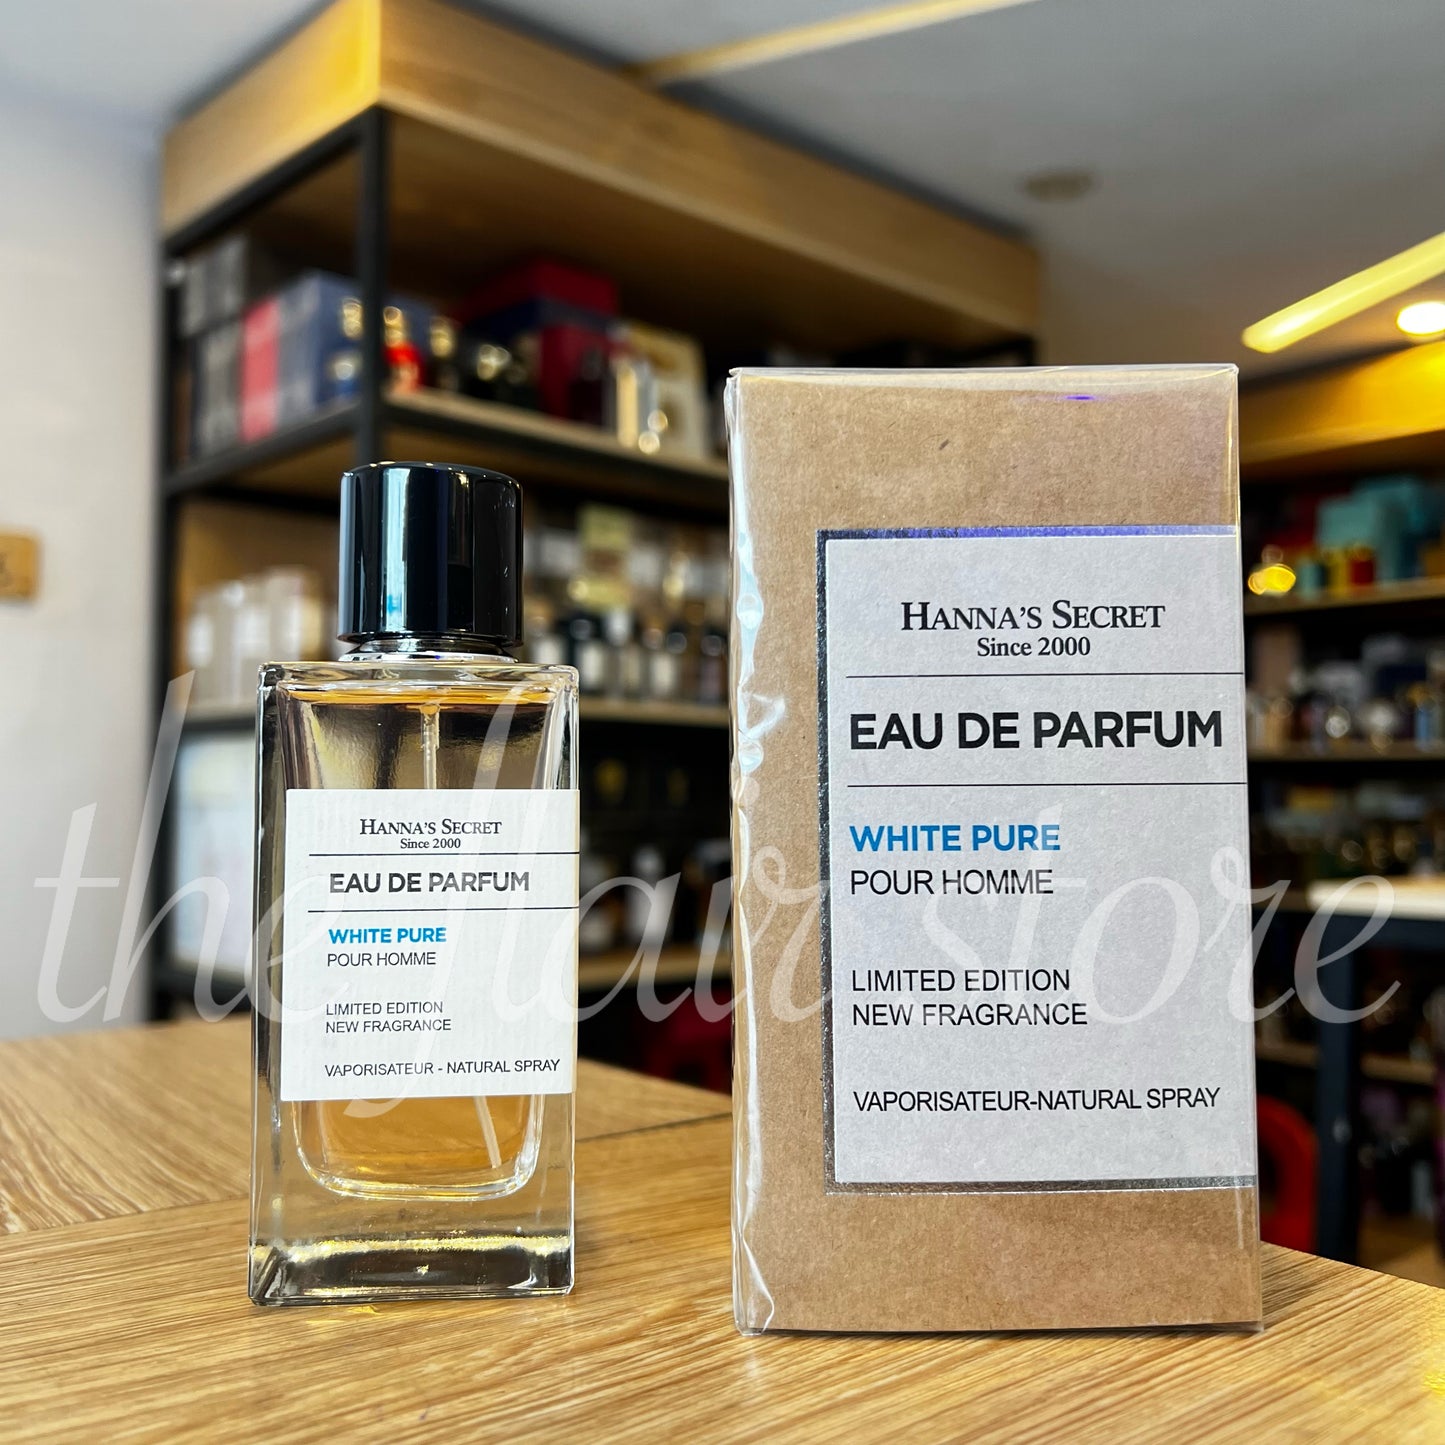 HANNA'S SECRET
Since 2000
EAU DE PARFUM
WHITE PURE
POUR HOMME
LIMITED EDITION
NEW FRAGRANCE
VAPORISATEUR - NATURAL SPRAY
HANNA'S SECRET
Since 2000
EAU DE PARFUM
WHITE PURE
POUR HOMME
LIMITED EDITION
NEW FRAGRANCE
VAPORISATEUR-NATURAL SPRAY
the flair store